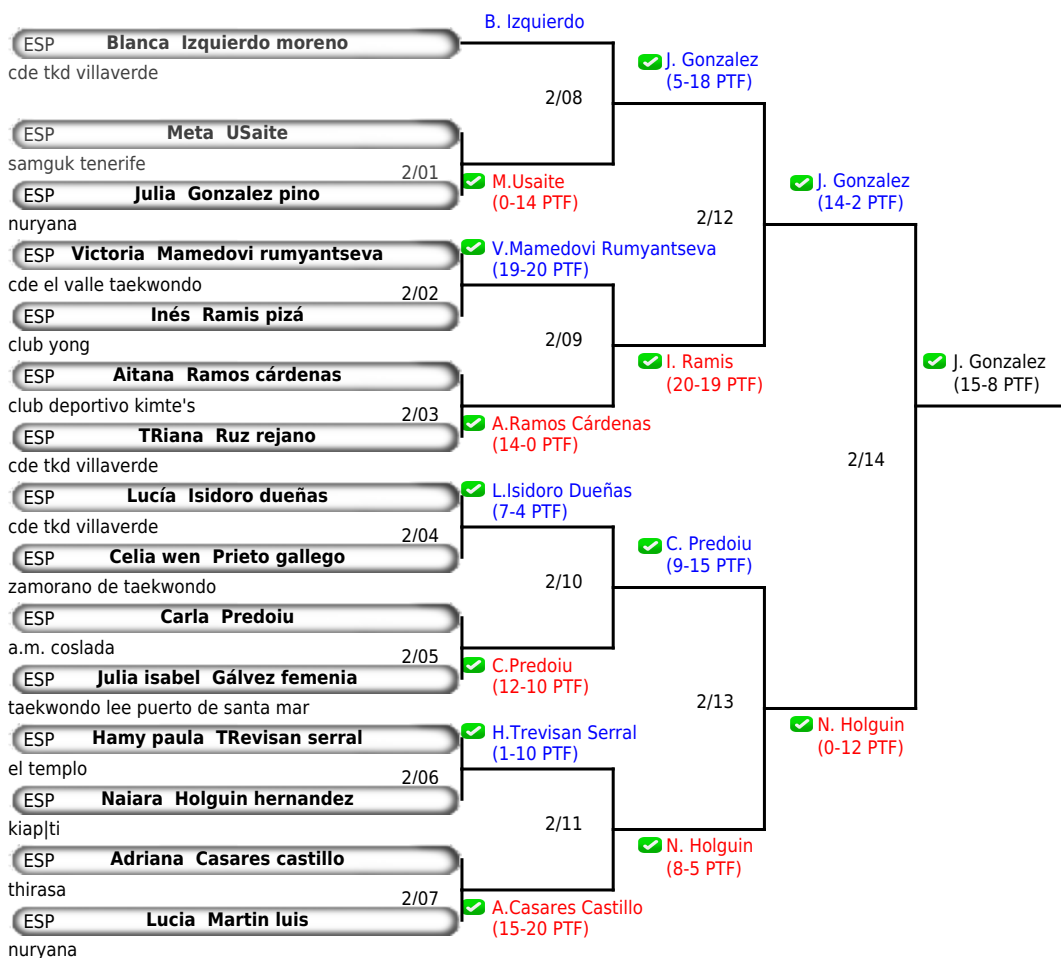 B. Izquierdo
ESP Blanca Izquierdo moreno
cde tkd villaverde
J. Gonzalez
(5-18 PTF)
2/08
ESP Meta USaite
samguk tenerife
2/01
M.Usaite
(0-14 PTF)
ESP Julia Gonzalez pino
nuryana
J. Gonzalez
(14-2 PTF)
2/12
ESP Victoria Mamedovi rumyantseva
cde el valle taekwondo
V.Mamedovi Rumyantseva
(19-20 PTF)
2/02
ESP Inés Ramis pizá
club yong
2/09
I. Ramis
(20-19 PTF)
J. Gonzalez
(15-8 PTF)
ESP Aitana Ramos cárdenas
club deportivo kimte's
2/03
A.Ramos Cárdenas
(14-0 PTF)
ESP TRiana Ruz rejano
cde tkd villaverde
2/14
ESP Lucía Isidoro dueñas
cde tkd villaverde
L.Isidoro Dueñas
(7-4 PTF)
2/04
ESP Celia wen Prieto gallego
zamorano de taekwondo
C. Predoiu
(9-15 PTF)
2/10
ESP Carla Predoiu
a.m. coslada
2/05
C.Predoiu
(12-10 PTF)
ESP Julia isabel Gálvez femenia
taekwondo lee puerto de santa mar
2/13
N. Holguin
(0-12 PTF)
ESP Hamy paula TRevisan serral
el templo
H.Trevisan Serral
(1-10 PTF)
2/06
ESP Naiara Holguin hernandez
kiap|ti
2/11
N. Holguin
(8-5 PTF)
ESP Adriana Casares castillo
thirasa
2/07
A.Casares Castillo
(15-20 PTF)
ESP Lucia Martin luis
nuryana